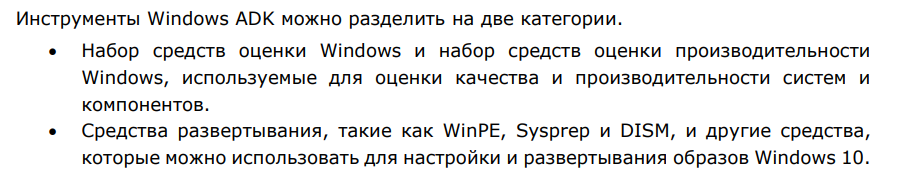 Инструменты Windows ADK можно разделить на две категории.
• Набор средств оценки Windows и набор средств оценки производительности
Windows, используемые для оценки качества и производительности систем и
компонентов.
• Средства развертывания, такие как WinPE, Sysprep и DISM, и другие средства,
которые можно использовать для настройки и развертывания образов Windows 10.